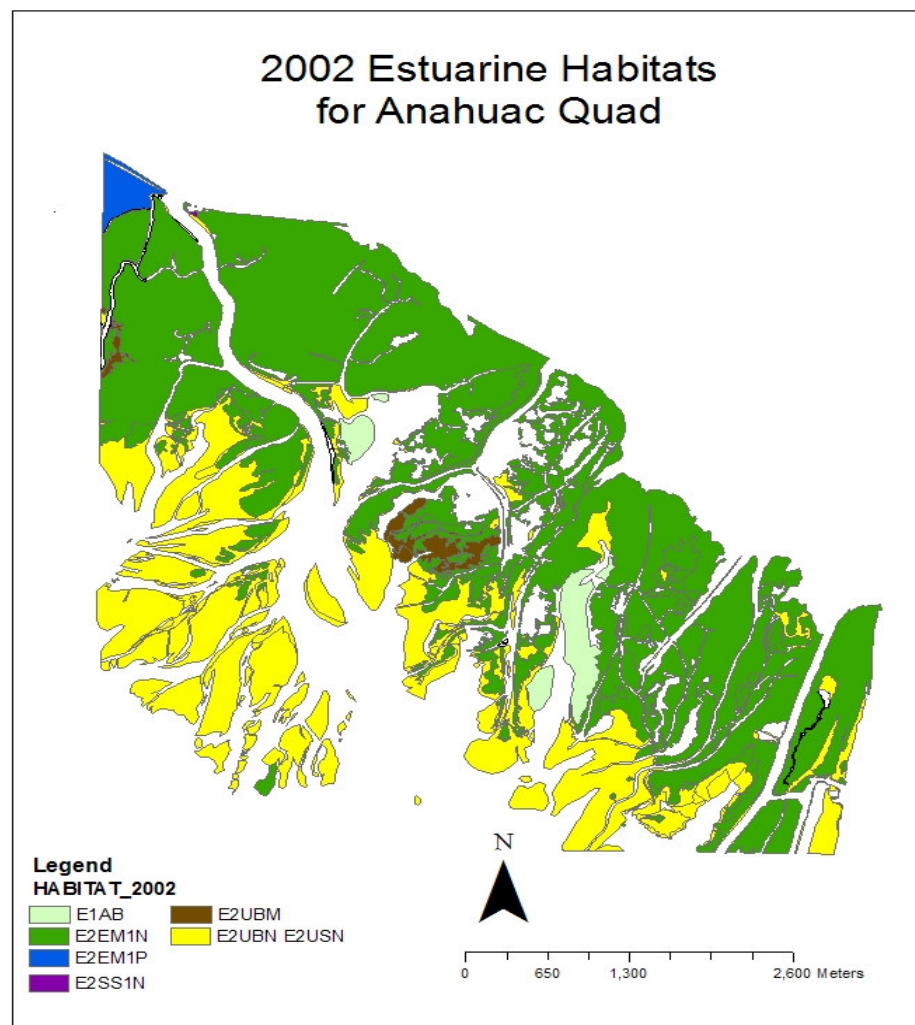 2002 Estuarine Habitats
for Anahuac Quad
N
Legend
HABITAT_2002
E1AB
E2EM1N
E2EM1P
E2SS1N
E2UBM
E2UBN E2USN
0 650 1,300 2,600 Meters